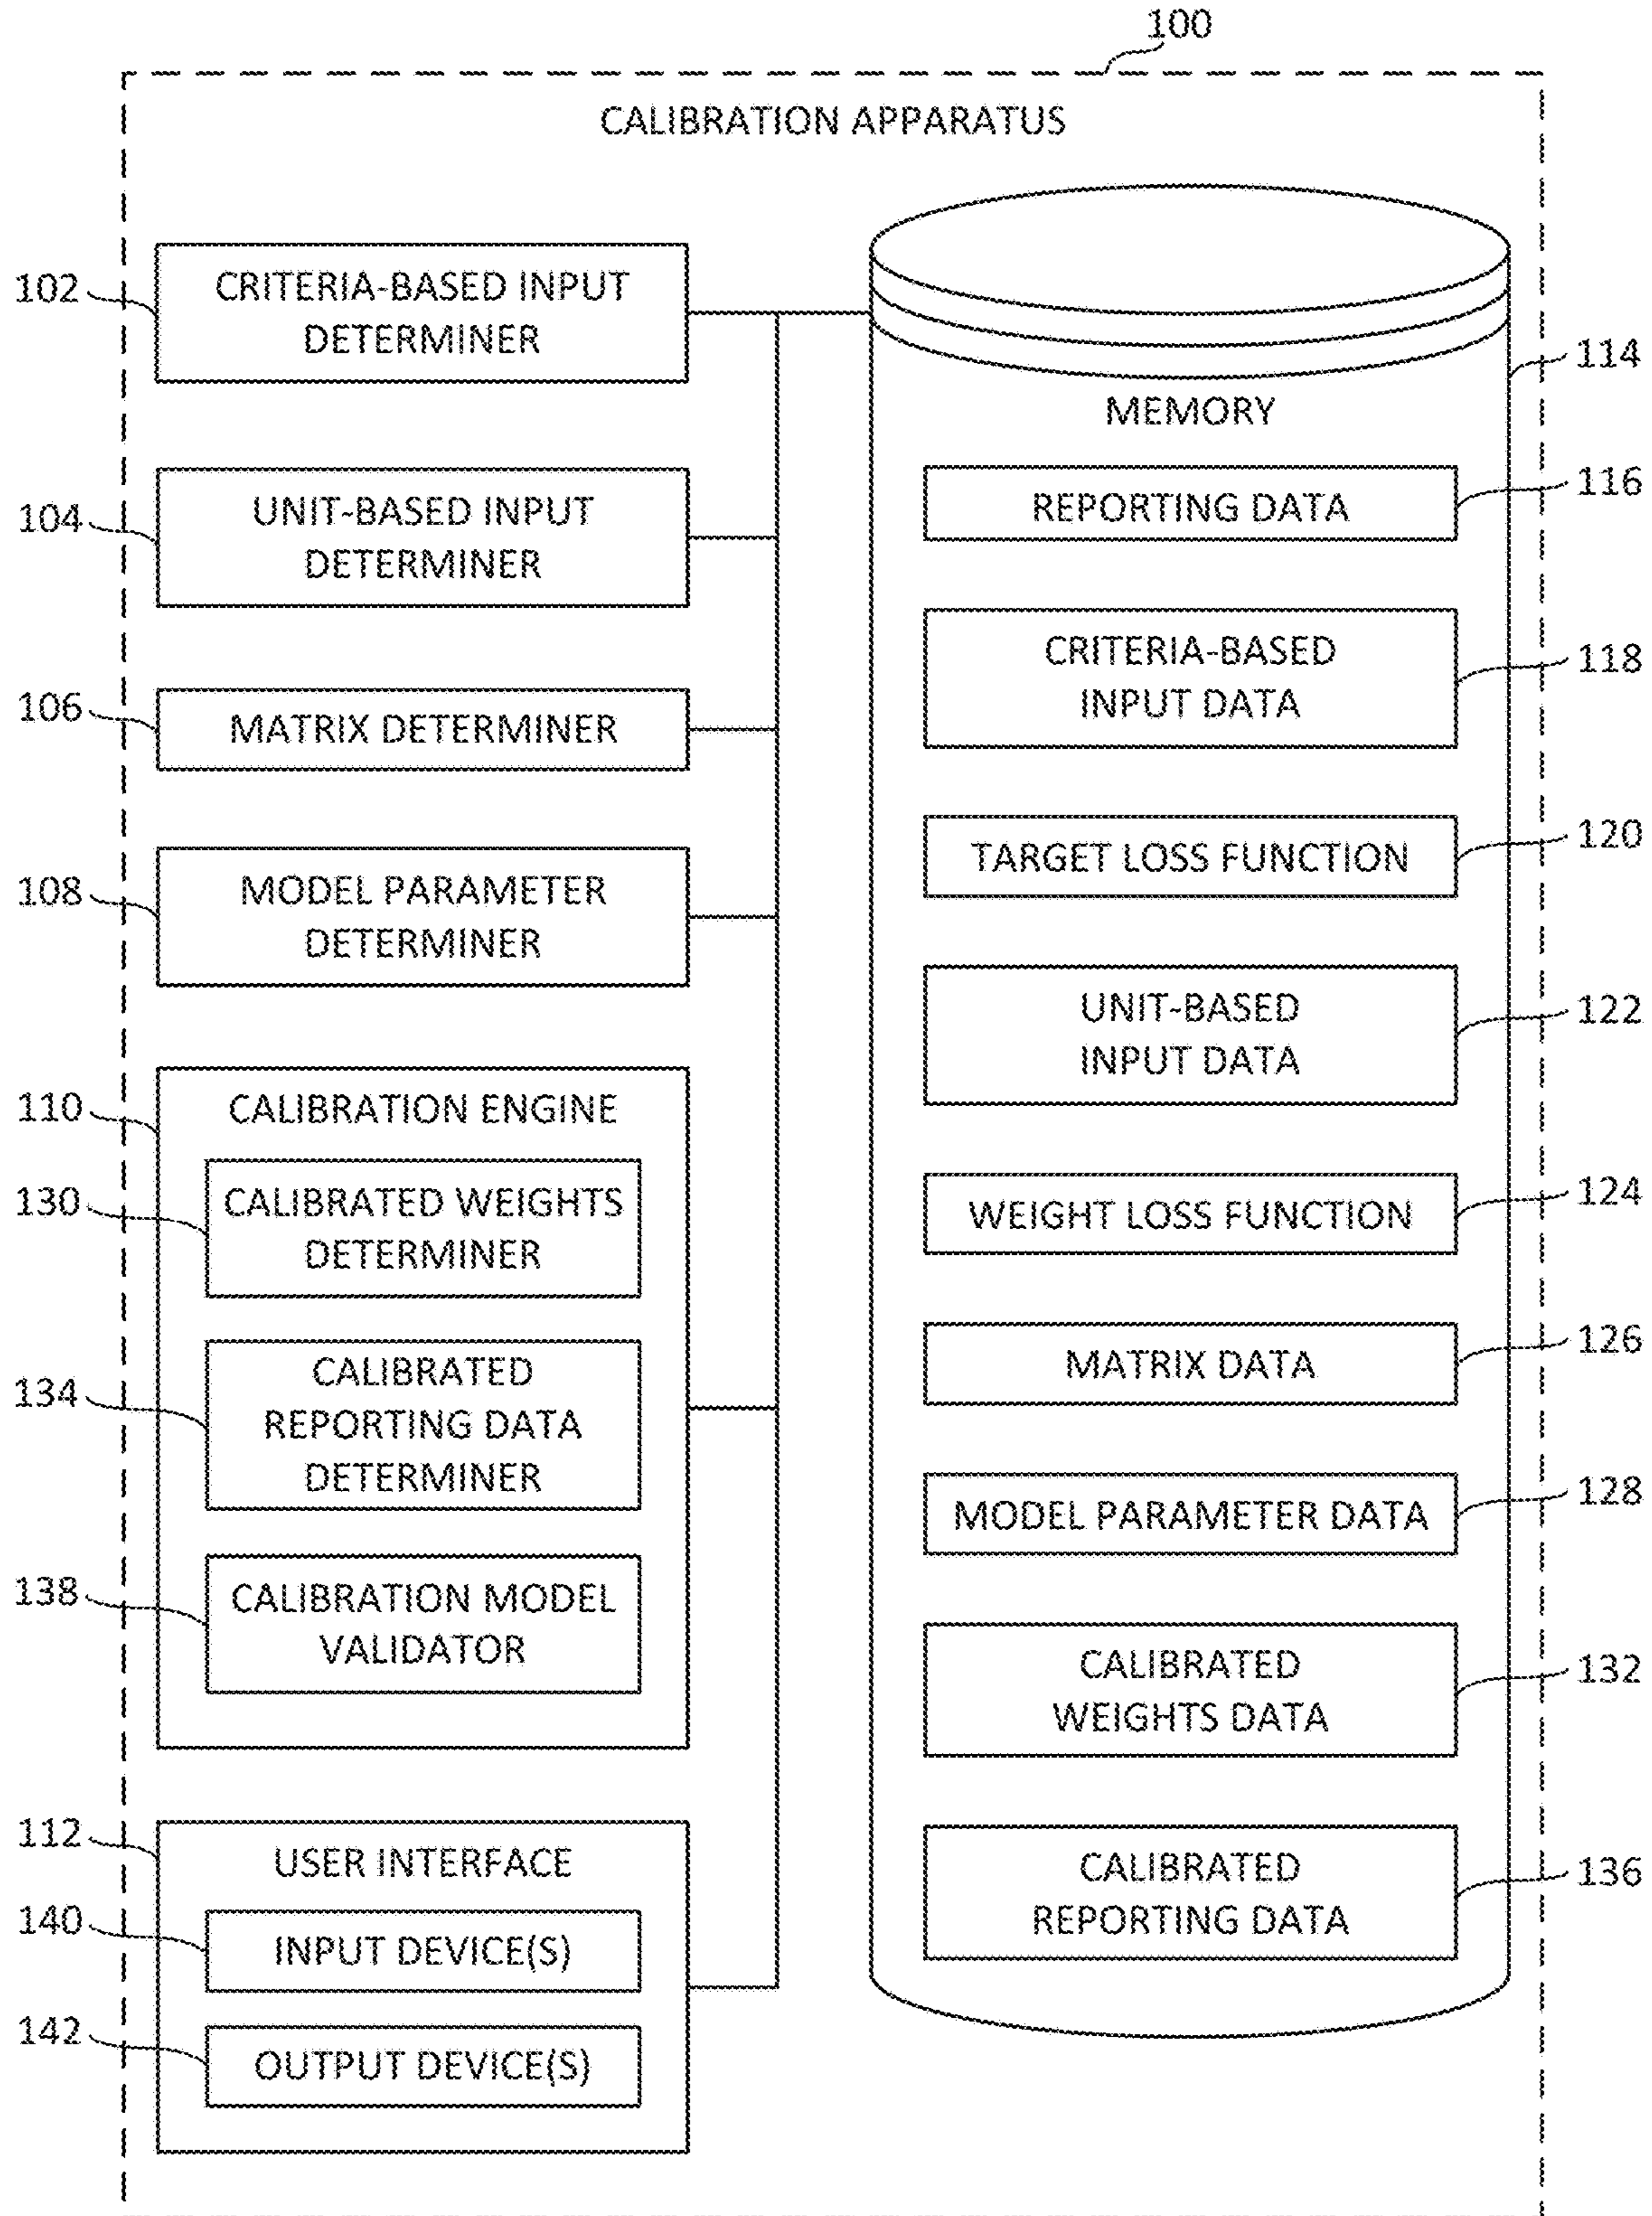 100
CALIBRATION APPARATUS
102
CRITERIA-BASED INPUT
DETERMINER
104
UNIT-BASED INPUT
DETERMINER
106
MATRIX DETERMINER
108
MODEL PARAMETER
DETERMINER
110
CALIBRATION ENGINE
130
CALIBRATED WEIGHTS
DETERMINER
134
CALIBRATED
REPORTING DATA
DETERMINER
138
CALIBRATION MODEL
VALIDATOR
112
USER INTERFACE
140
INPUT DEVICE(S)
142
OUTPUT DEVICE(S)
114
MEMORY
116
REPORTING DATA
118
CRITERIA-BASED
INPUT DATA
120
TARGET LOSS FUNCTION
122
UNIT-BASED
INPUT DATA
124
WEIGHT LOSS FUNCTION
126
MATRIX DATA
128
MODEL PARAMETER DATA
132
CALIBRATED
WEIGHTS DATA
136
CALIBRATED
REPORTING DATA